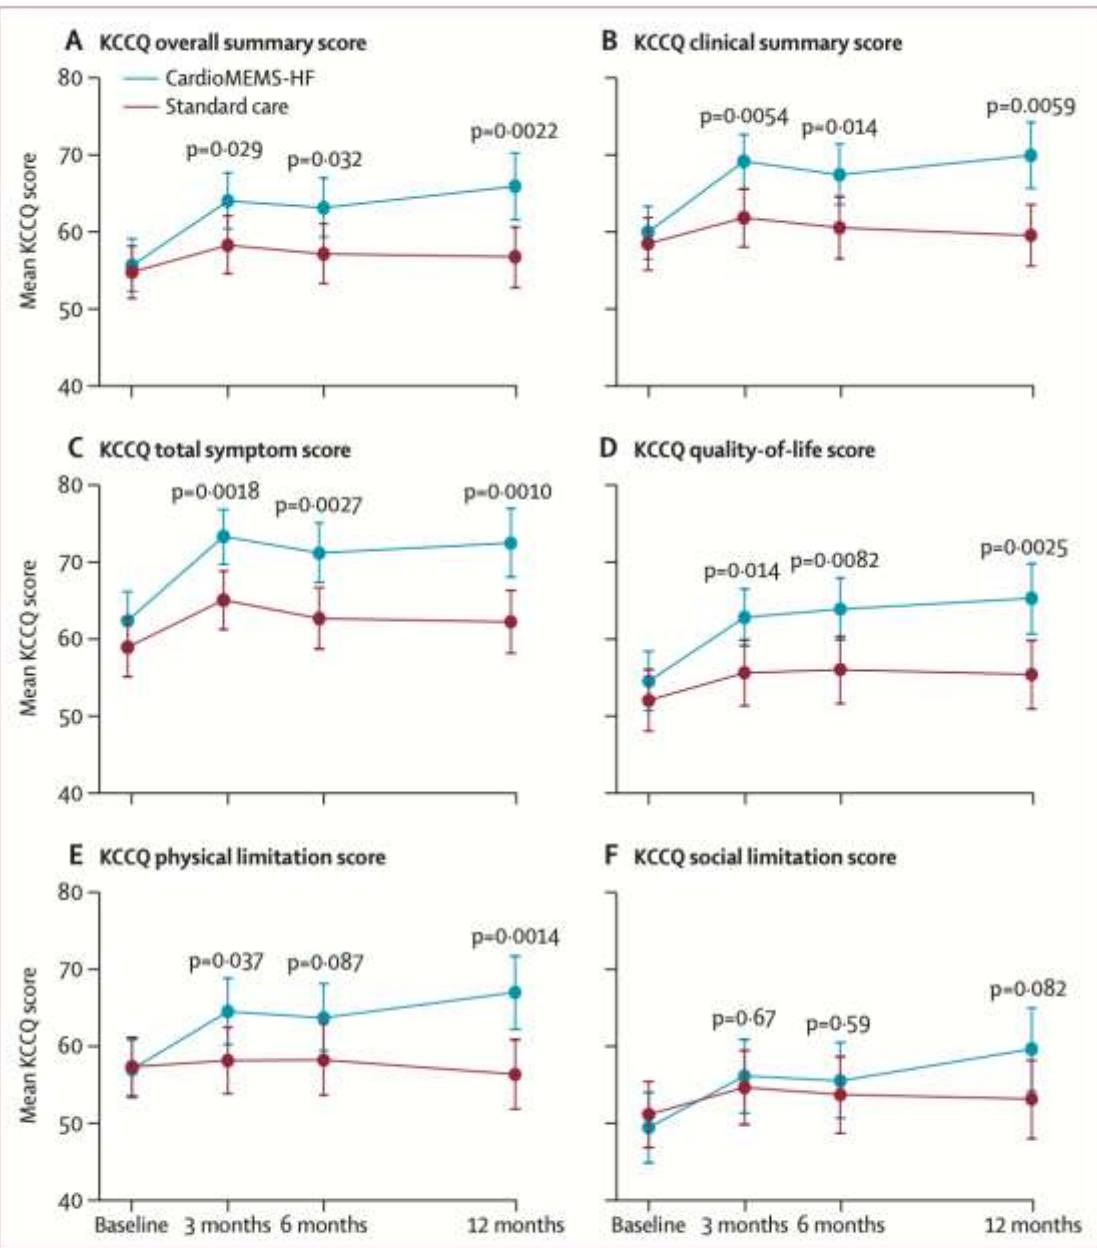 A KCCQ overall summary score
CardioMEMS-HF
Standard care
80
70
60
50
40
Mean KCCQ score
p=0·029
p=0·032
p=0·0022
B KCCQ clinical summary score
p=0·0054
p=0·014
p=0.0059
C KCCQ total symptom score
80
70
60
50
40
Mean KCCQ score
p=0·0018
p=0·0027
p=0·0010
D KCCQ quality-of-life score
p=0·014
p=0·0082
p=0·0025
E KCCQ physical limitation score
80
70
60
50
40
Mean KCCQ score
p=0·037
p=0·087
p=0·0014
Baseline 3 months 6 months 12 months
F KCCQ social limitation score
p=0·67
p=0·59
p=0·082
Baseline 3 months 6 months 12 months